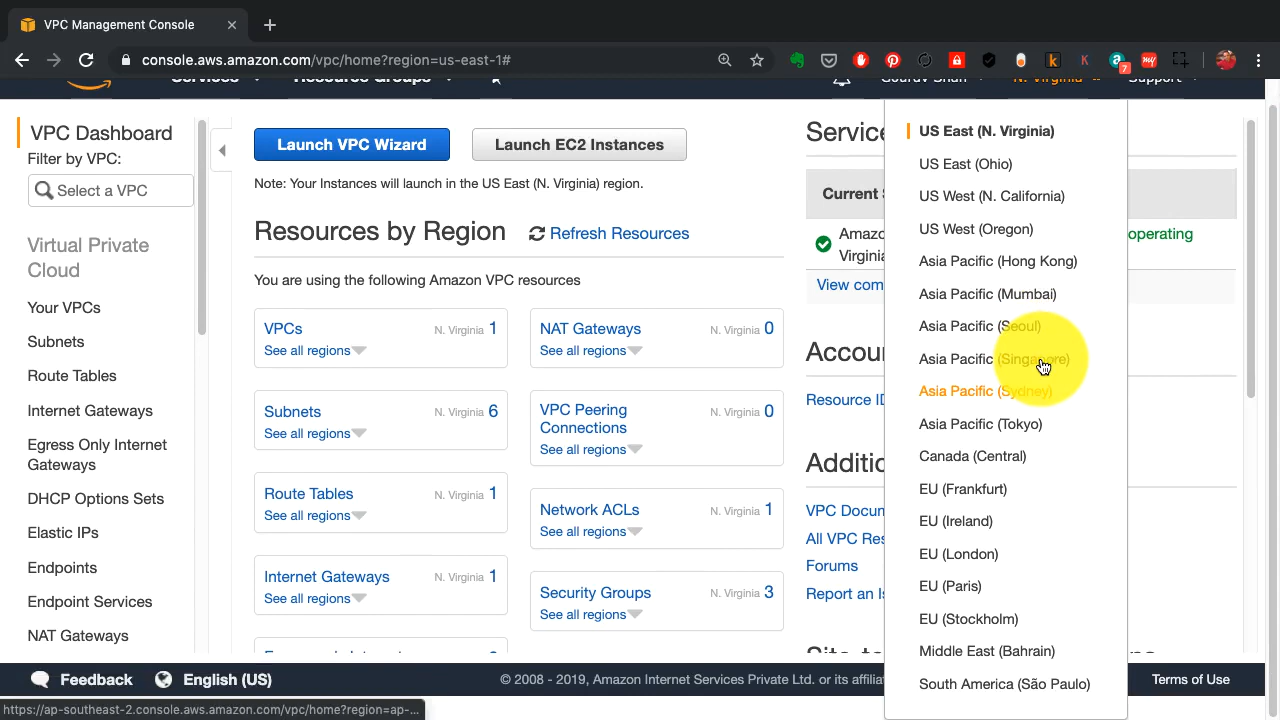 VPC Management Console
console.aws.amazon.com/vpc/home?region=us-east-1#
7
Services
Resource Groups
Gourav Shah
N. Virginia
Support
VPC Dashboard
Filter by VPC:
Select a VPC
Virtual Private
Cloud
Your VPCs
Subnets
Route Tables
Internet Gateways
Egress Only Internet
Gateways
DHCP Options Sets
Elastic IPs
Endpoints
Endpoint Services
NAT Gateways
Launch VPC Wizard
Launch EC2 Instances
Note: Your Instances will launch in the US East (N. Virginia) region.
Resources by Region
Refresh Resources
You are using the following Amazon VPC resources
VPCs N. Virginia 1
See all regions
Subnets N. Virginia 6
See all regions
Route Tables N. Virginia 1
See all regions
Internet Gateways N. Virginia 1
See all regions
NAT Gateways N. Virginia 0
See all regions
VPC Peering N. Virginia 0
Connections
See all regions
Network ACLs N. Virginia 1
See all regions
Security Groups N. Virginia 3
See all regions
Service
Current S
Amazo
operating
Virginia
View com
Accou
Resource ID
Additio
VPC Docum
All VPC Res
Forums
Report an Is
US East (N. Virginia)
US East (Ohio)
US West (N. California)
US West (Oregon)
Asia Pacific (Hong Kong)
Asia Pacific (Mumbai)
Asia Pacific (Seoul)
Asia Pacific (Singapore)
Asia Pacific (Sydney)
Asia Pacific (Tokyo)
Canada (Central)
EU (Frankfurt)
EU (Ireland)
EU (London)
EU (Paris)
EU (Stockholm)
Middle East (Bahrain)
South America (São Paulo)
Feedback
English (US)
© 2008 - 2019, Amazon Internet Services Private Ltd. or its affilia
Terms of Use
https://ap-southeast-2.console.aws.amazon.com/vpc/home?region=ap-...